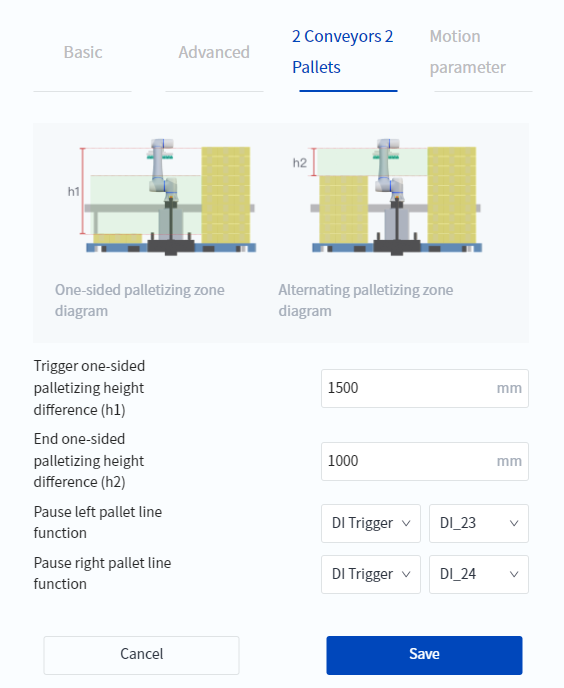 Basic
Advanced
2 Conveyors 2
Pallets
Motion
parameter
h1
h2
One-sided palletizing zone
diagram
Alternating palletizing zone
diagram
Trigger one-sided
palletizing height
difference (h1)
1500 mm
End one-sided
palletizing height
difference (h2)
1000 mm
Pause left pallet line
function
DI Trigger DI_23
Pause right pallet line
function
DI Trigger DI_24
Cancel Save